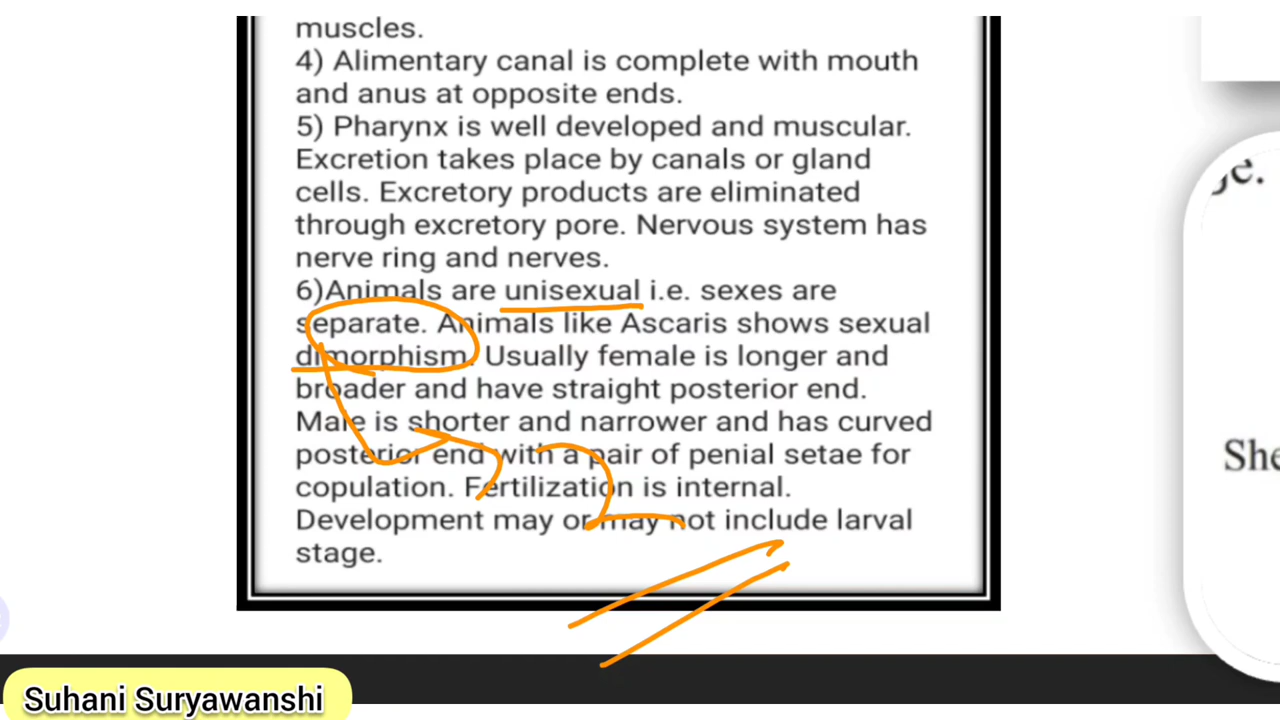 muscles.
4) Alimentary canal is complete with mouth
and anus at opposite ends.
5) Pharynx is well developed and muscular.
Excretion takes place by canals or gland
cells. Excretory products are eliminated
through excretory pore. Nervous system has
nerve ring and nerves.
6)Animals are unisexual i.e. sexes are
separate. Animals like Ascaris shows sexual
dimorphism. Usually female is longer and
broader and have straight posterior end.
Male is shorter and narrower and has curved
posterior end with a pair of penial setae for
copulation. Fertilization is internal.
Development may or may not include larval
stage.
2
ge.
She
Suhani Suryawanshi